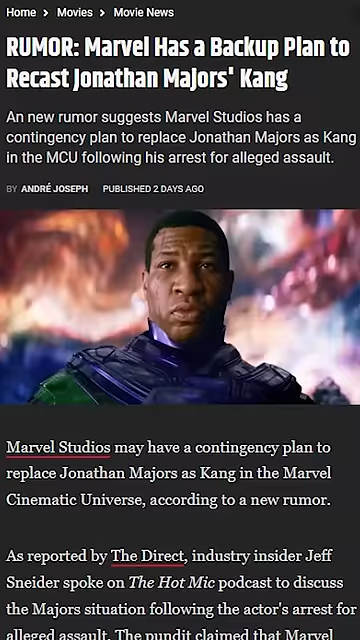 Home > Movies > Movie News
RUMOR: Marvel Has a Backup Plan to
Recast Jonathan Majors' Kang
An new rumor suggests Marvel Studios has a
contingency plan to replace Jonathan Majors as Kang
in the MCU following his arrest for alleged assault.
BY ANDRÉ JOSEPH PUBLISHED 2 DAYS AGO
Marvel Studios may have a contingency plan to
replace Jonathan Majors as Kang in the Marvel
Cinematic Universe, according to a new rumor.
As reported by The Direct, industry insider Jeff
Sneider spoke on The Hot Mic podcast to discuss
the Majors situation following the actor's arrest for
alleged assault. The pundit claimed that Marvel